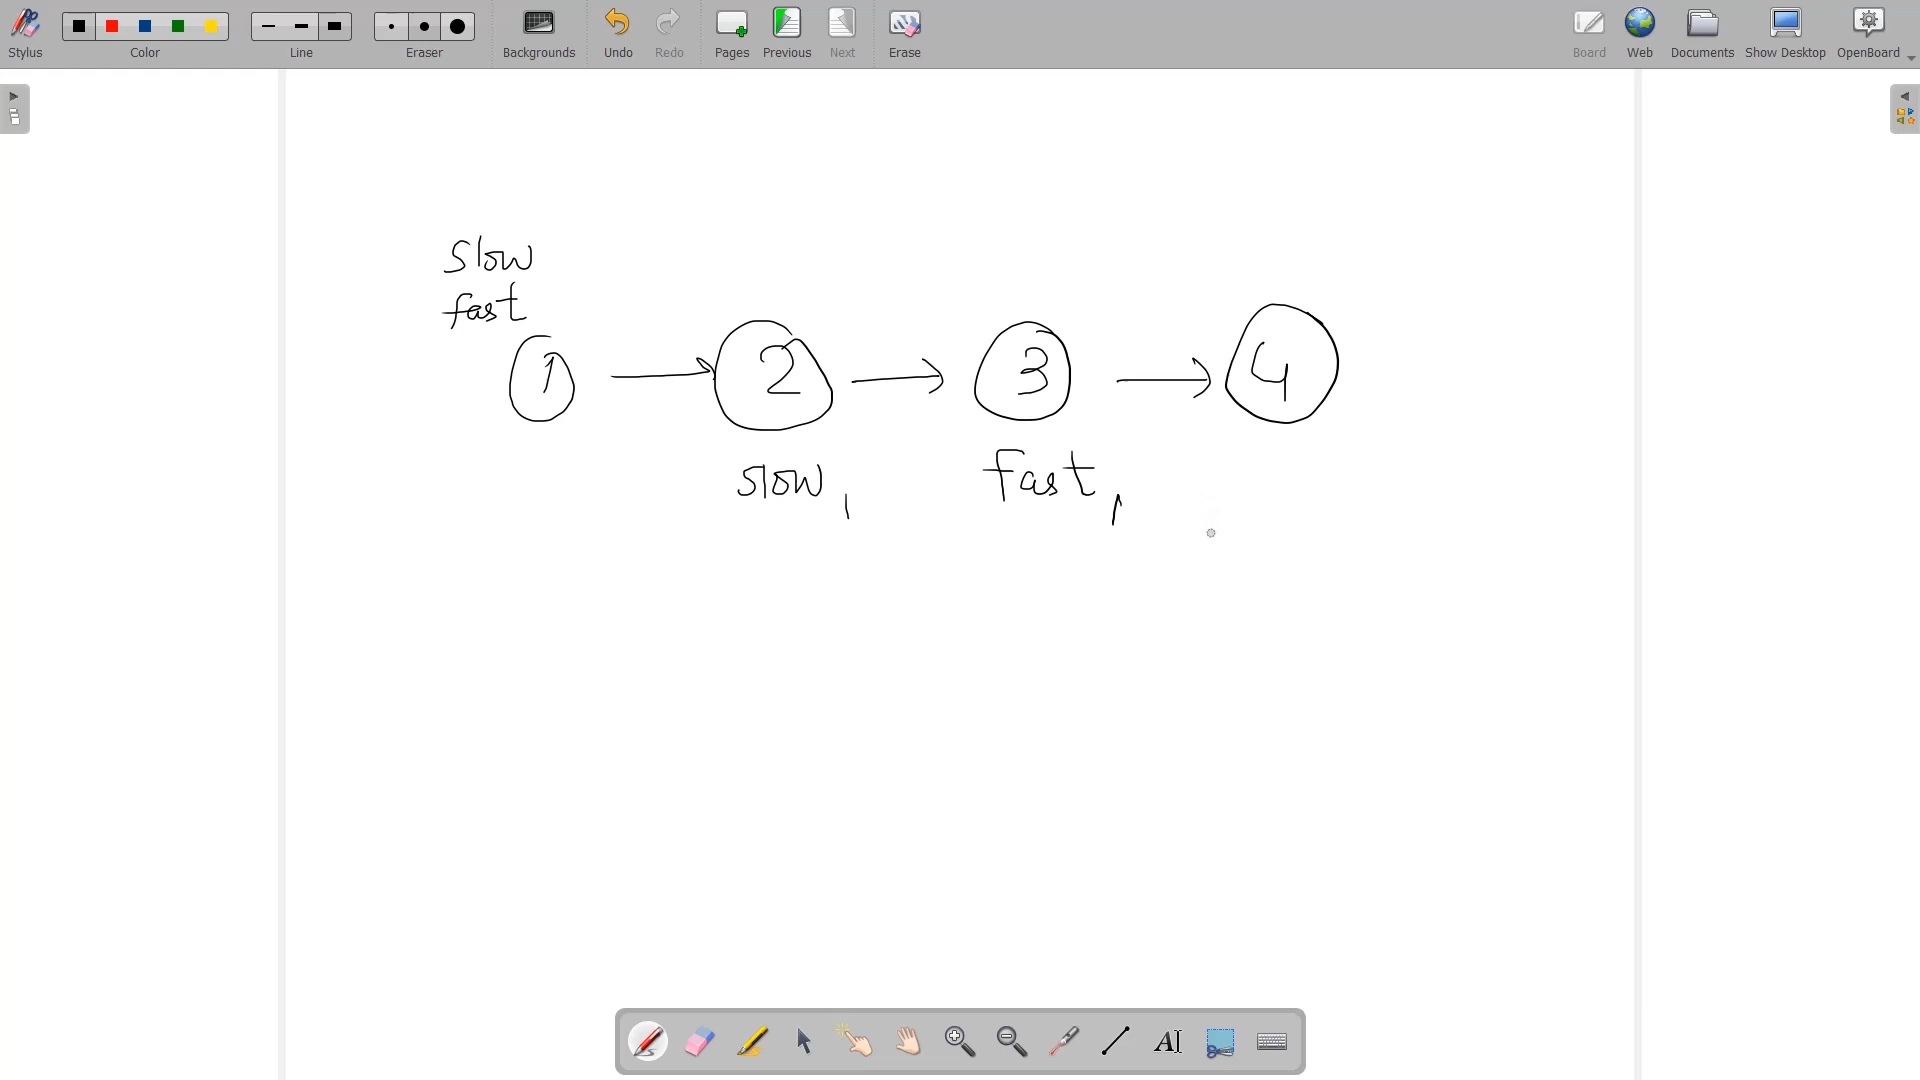 Stylus Color Line Eraser Backgrounds Undo Redo Pages Previous Next Erase Board Web Documents Show Desktop OpenBoard
slow
fast
1 → 2 → 3 → 4
slow, fast,
AI